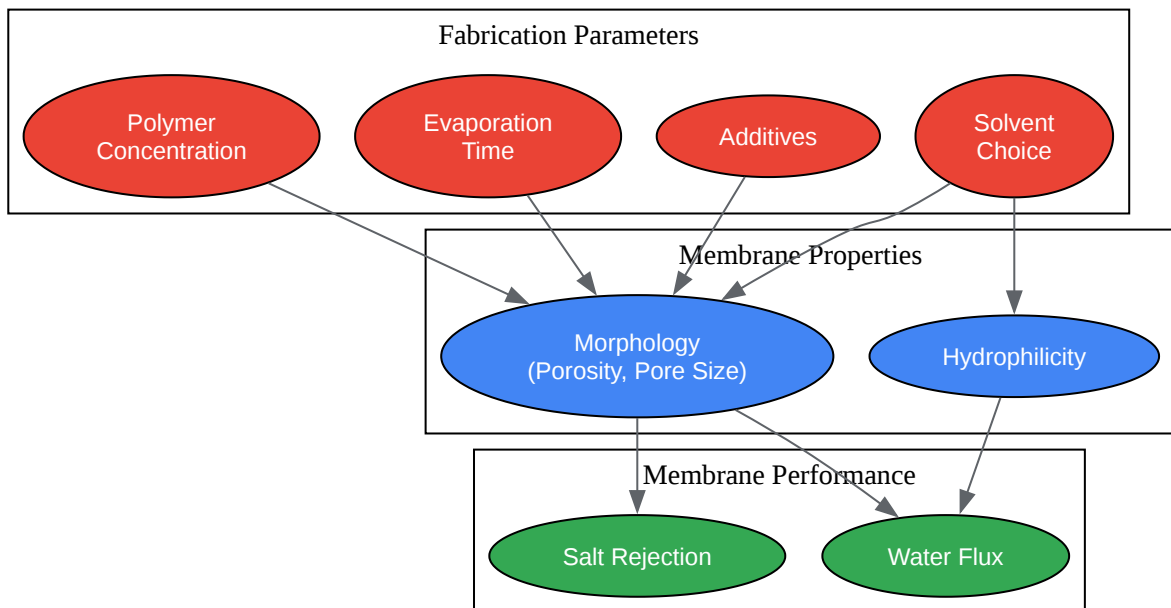 Fabrication Parameters
Polymer
Concentration
Evaporation
Time
Additives
Solvent
Choice
Membrane Properties
Morphology
(Porosity, Pore Size)
Hydrophilicity
Membrane Performance
Salt Rejection
Water Flux